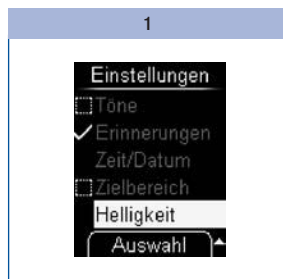 1
Einstellungen
Töne
Erinnerungen
Zeit/Datum
Zielbereich
Helligkeit
Auswahl